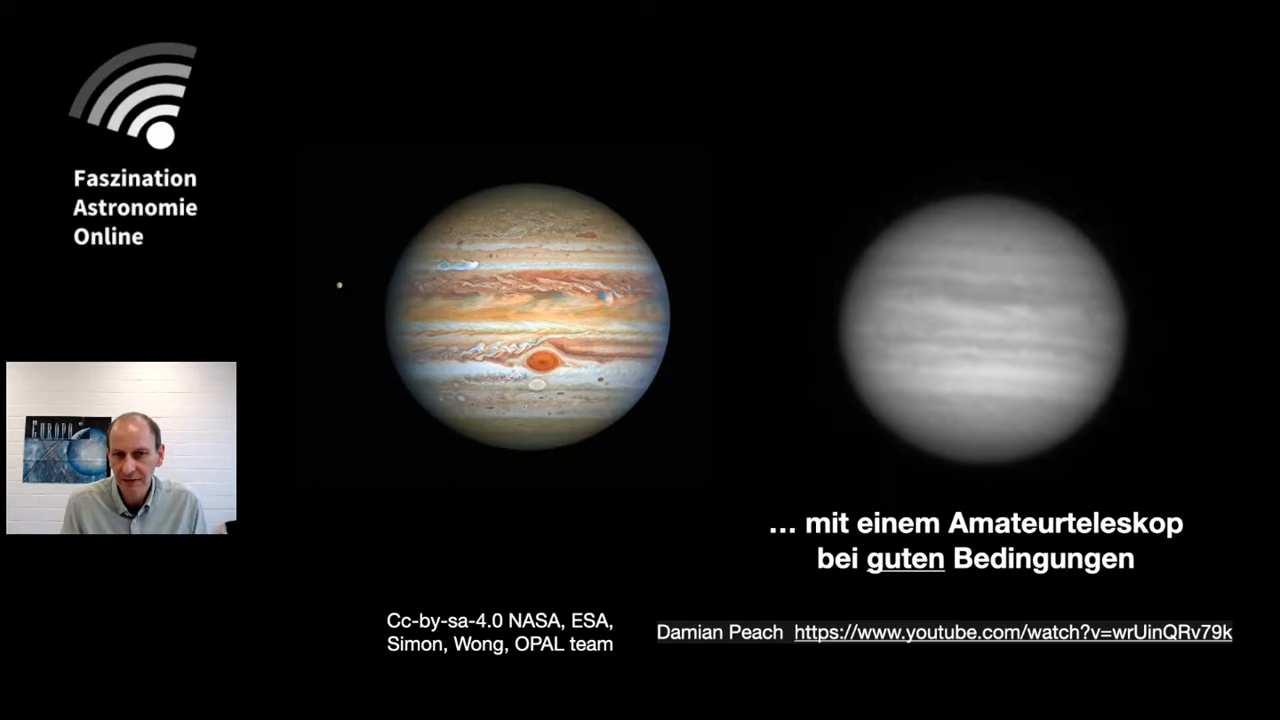 Faszination
Astronomie
Online
EUROPA
… mit einem Amateurteleskop
bei guten Bedingungen
Cc-by-sa-4.0 NASA, ESA,
Simon, Wong, OPAL team
Damian Peach https://www.youtube.com/watch?v=wrUinQRv79k